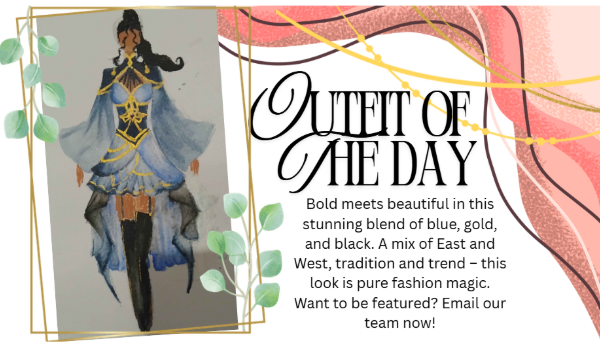 OUTFIT OF
THE DAY
Bold meets beautiful in this
stunning blend of blue, gold,
and black. A mix of East and
West, tradition and trend – this
look is pure fashion magic.
Want to be featured? Email our
team now!